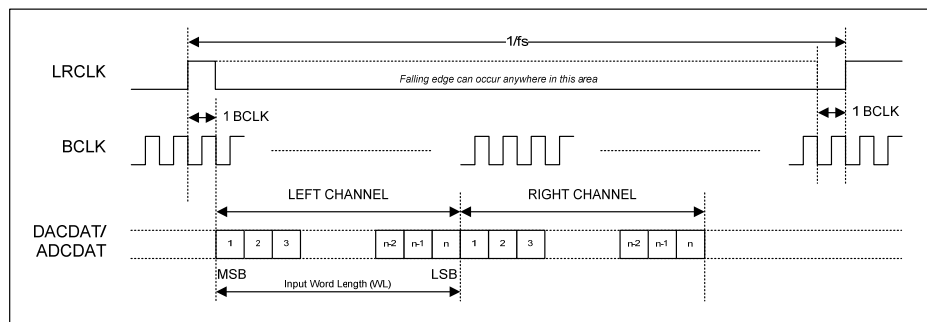 1/fs
LRCLK
Falling edge can occur anywhere in this area
1 BCLK
1 BCLK
BCLK
LEFT CHANNEL
RIGHT CHANNEL
DACDAT/
ADCDAT
1 2 3 n-2 n-1 n 1 2 3 n-2 n-1 n
MSB
LSB
Input Word Length (WL)